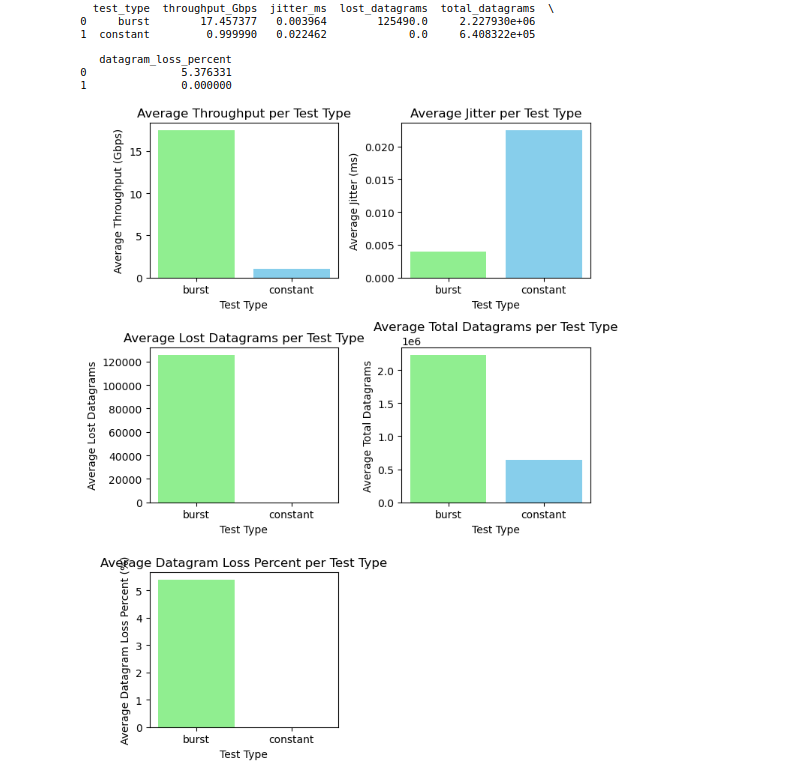 test_type throughput_Gbps jitter_ms lost_datagrams total_datagrams \
0 burst 17.457377 0.003964 125490.0 2.227930e+06
1 constant 0.999990 0.022462 0.0 6.408322e+05
datagram_loss_percent
0 5.376331
1 0.000000
Average Throughput per Test Type
Average Throughput (Gbps)
15
10
5
0
burst constant
Test Type
Average Jitter per Test Type
Average Jitter (ms)
0.020
0.015
0.010
0.005
0.000
burst constant
Test Type
Average Lost Datagrams per Test Type
Average Lost Datagrams
120000
100000
80000
60000
40000
20000
0
burst constant
Test Type
Average Total Datagrams per Test Type
1e6
Average Total Datagrams
2.0
1.5
1.0
0.5
0.0
burst constant
Test Type
Average Datagram Loss Percent per Test Type
Average Datagram Loss Percent (%)
5
4
3
2
1
0
burst constant
Test Type